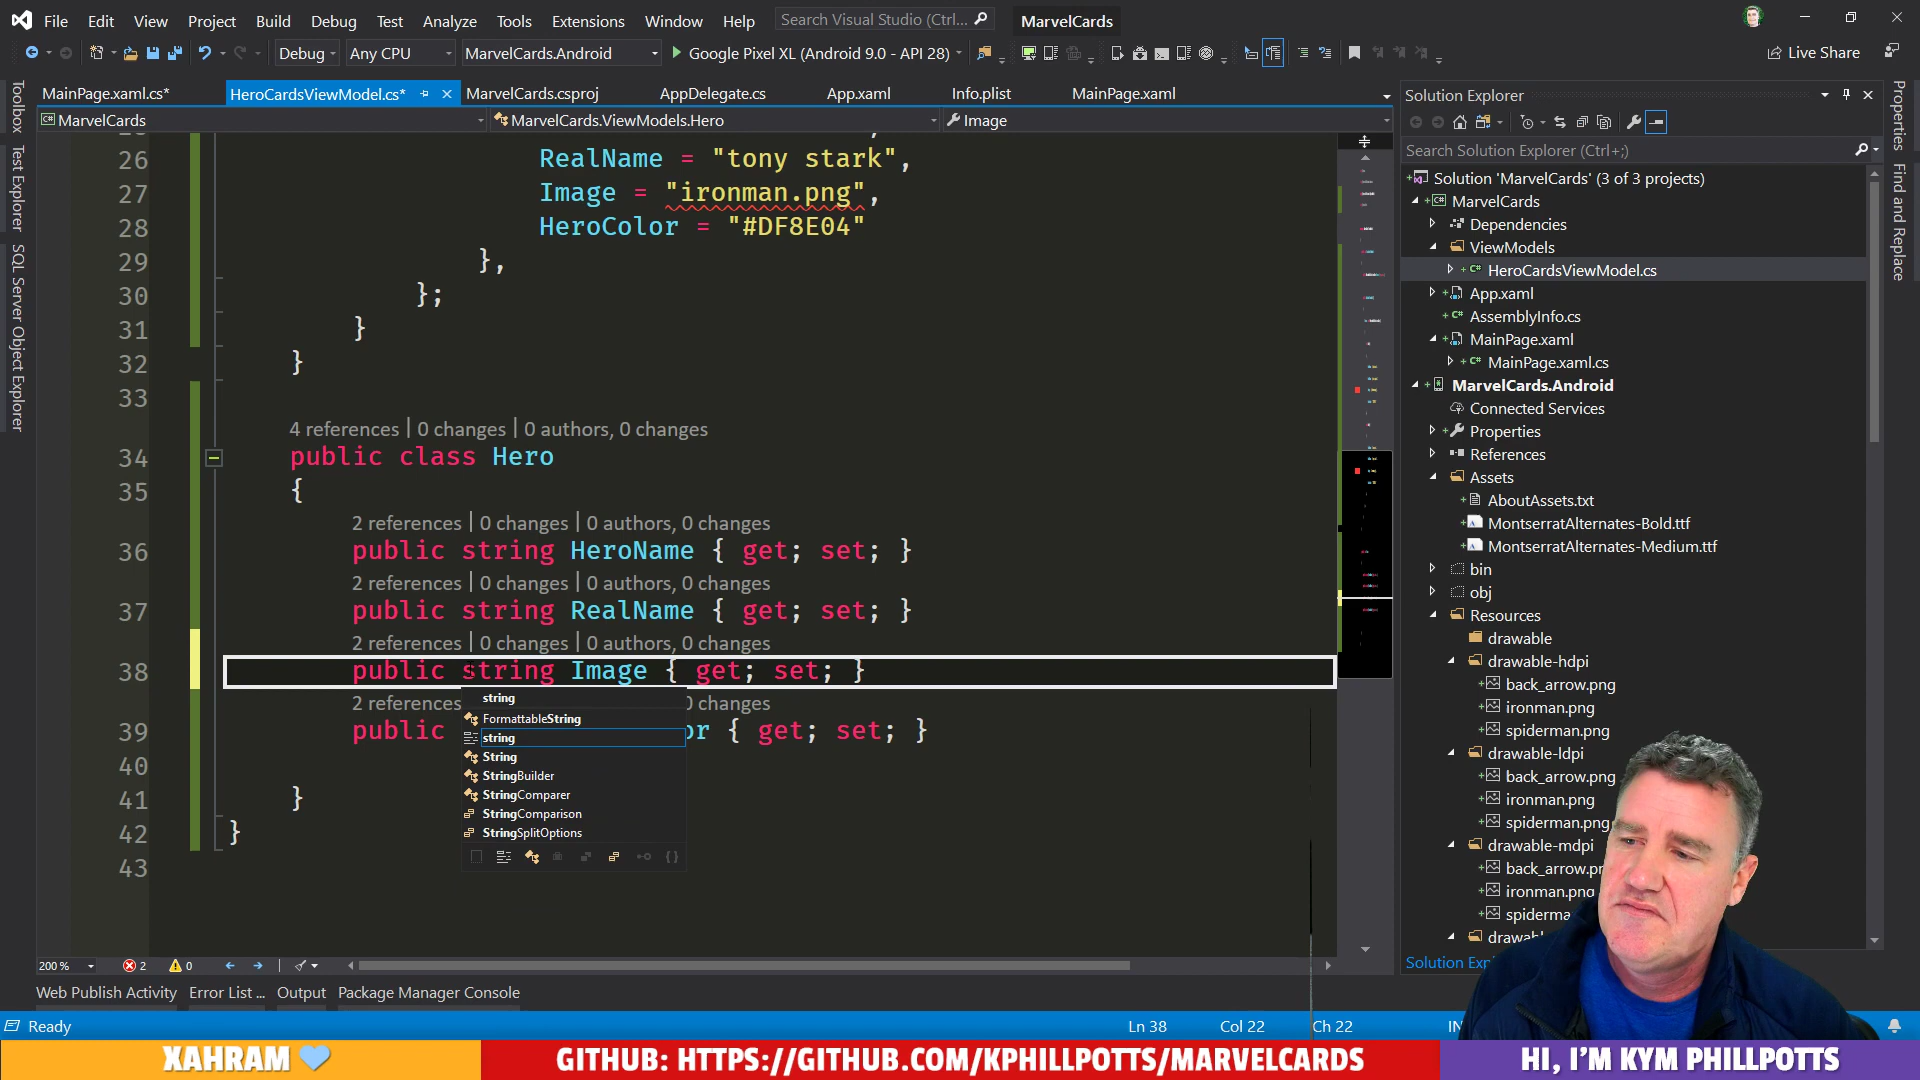 File Edit View Project Build Debug Test Analyze Tools Extensions Window Help Search Visual Studio (Ctrl... MarvelCards
Debug Any CPU MarvelCards.Android Google Pixel XL (Android 9.0 - API 28) Live Share
MainPage.xaml.cs* HeroCardsViewModel.cs* MarvelCards.csproj AppDelegate.cs App.xaml Info.plist MainPage.xaml
MarvelCards MarvelCards.ViewModels.Hero Image
Toolbox
Test Explorer
SQL Server Object Explorer
26 RealName = "tony stark",
27 Image = "ironman.png",
28 HeroColor = "#DF8E04"
29 },
30 };
31 }
32 }
33
4 references | 0 changes | 0 authors, 0 changes
34 public class Hero
35 {
2 references | 0 changes | 0 authors, 0 changes
36 public string HeroName { get; set; }
2 references | 0 changes | 0 authors, 0 changes
37 public string RealName { get; set; }
2 references | 0 changes | 0 authors, 0 changes
38 public string Image { get; set; }
2 references 0 changes
39 public or { get; set; }
40
41 }
42 }
43
string
FormattableString
string
String
StringBuilder
StringComparer
StringComparison
StringSplitOptions
200 % 2 0
Web Publish Activity Error List ... Output Package Manager Console
Ready Ln 38 Col 22 Ch 22 IN
Solution Explorer
Search Solution Explorer (Ctrl+;)
Solution 'MarvelCards' (3 of 3 projects)
MarvelCards
Dependencies
ViewModels
HeroCardsViewModel.cs
App.xaml
AssemblyInfo.cs
MainPage.xaml
MainPage.xaml.cs
MarvelCards.Android
Connected Services
Properties
References
Assets
AboutAssets.txt
MontserratAlternates-Bold.ttf
MontserratAlternates-Medium.ttf
bin
obj
Resources
drawable
drawable-hdpi
back_arrow.png
ironman.png
spiderman.png
drawable-ldpi
back_arrow.png
ironman.png
spiderman.png
drawable-mdpi
back_arrow.pn
ironman.png
spiderma
drawa
Solution Exp
Properties
Find and Replace
XAHRAM 💙 GITHUB: HTTPS://GITHUB.COM/KPHILLPOTTS/MARVELCARDS HI, I'M KYM PHILLPOTTS